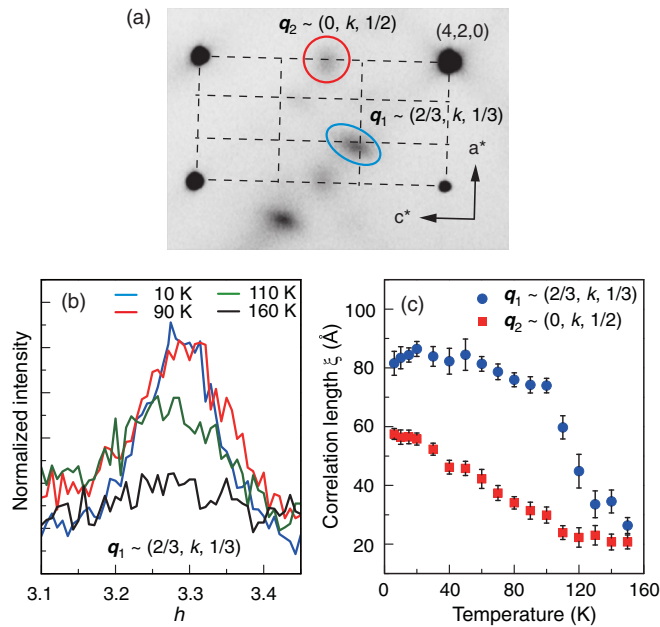 (a)
q₂ ~ (0, k, 1/2)
(4,2,0)
q₁ ~ (2/3, k, 1/3)
a*
c*
(b)
10 K 110 K
90 K 160 K
Normalized intensity
q₁ ~ (2/3, k, 1/3)
3.1 3.2 3.3 3.4
h
(c)
q₁ ~ (2/3, k, 1/3)
q₂ ~ (0, k, 1/2)
Correlation length ξ (Å)
100
80
60
40
20
0 40 80 120 160
Temperature (K)